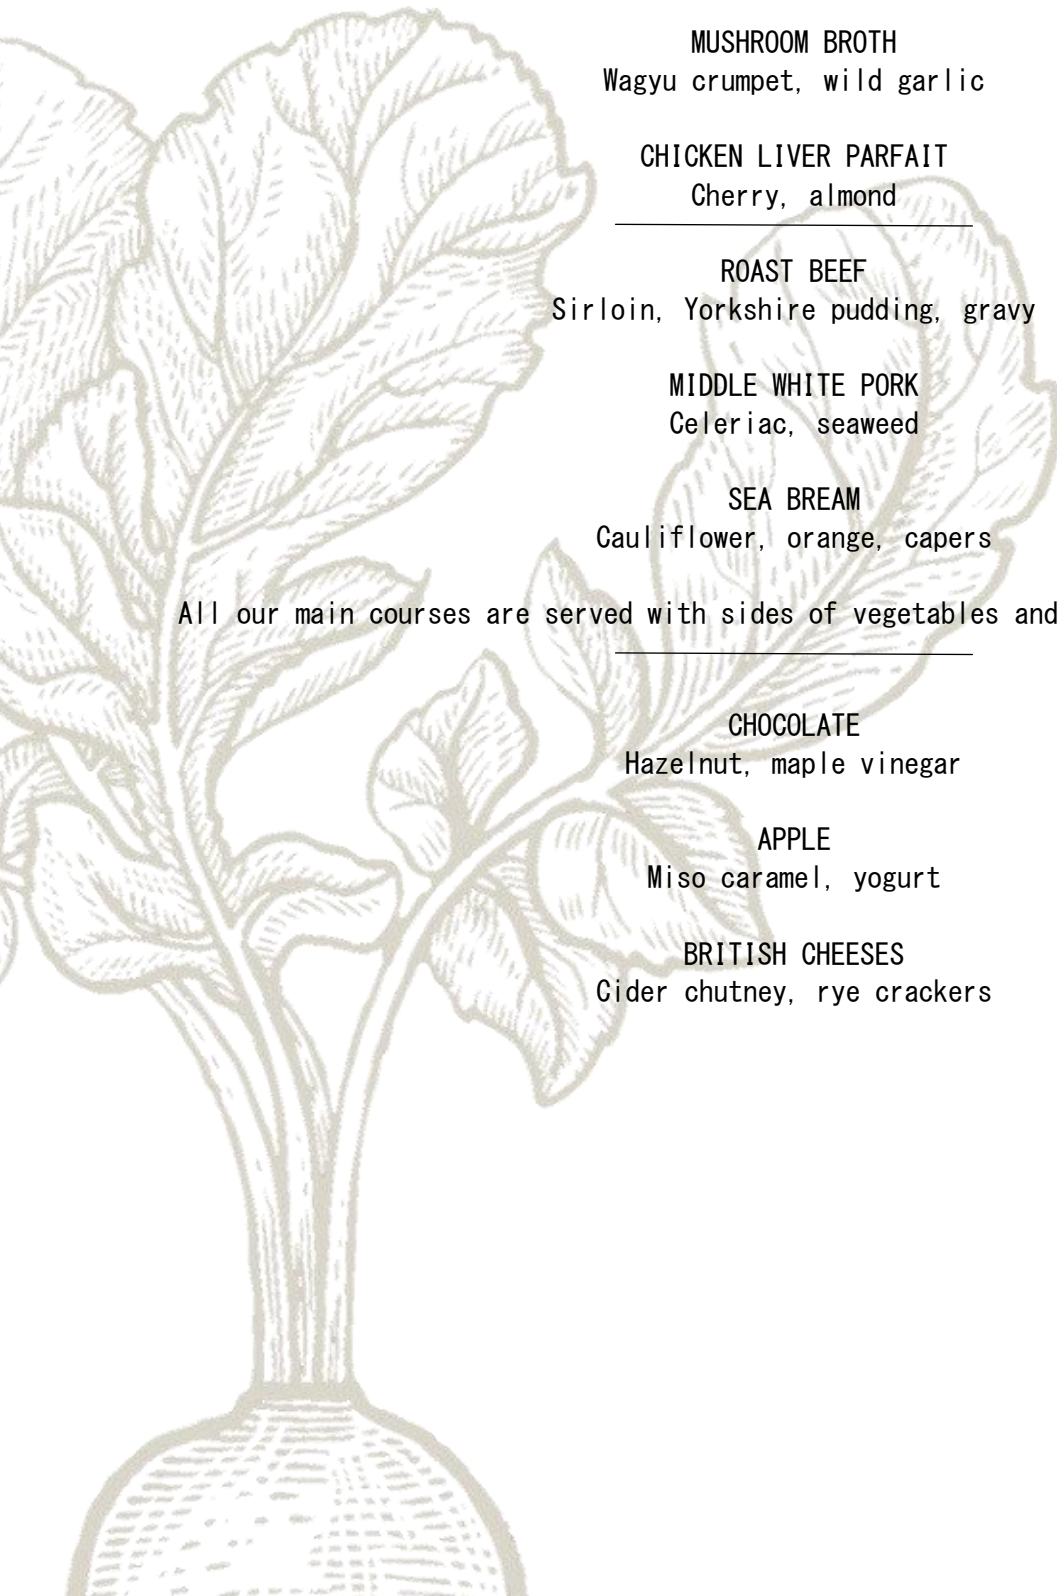 MUSHROOM BROTH
Wagyu crumpet, wild garlic
CHICKEN LIVER PARFAIT
Cherry, almond
ROAST BEEF
Sirloin, Yorkshire pudding, gravy
MIDDLE WHITE PORK
Celeriac, seaweed
SEA BREAM
Cauliflower, orange, capers
All our main courses are served with sides of vegetables and
CHOCOLATE
Hazelnut, maple vinegar
APPLE
Miso caramel, yogurt
BRITISH CHEESES
Cider chutney, rye crackers